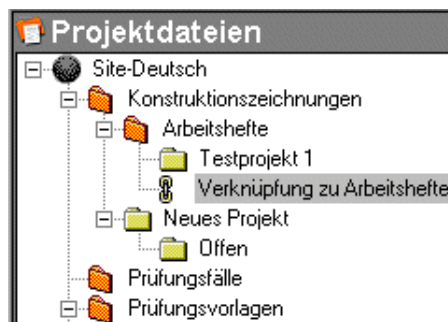 Projektdateien
Site-Deutsch
Konstruktionszeichnungen
Arbeitshefte
Testprojekt 1
Verknüpfung zu Arbeitshefte
Neues Projekt
Offen
Prüfungsfälle
Prüfungsvorlagen